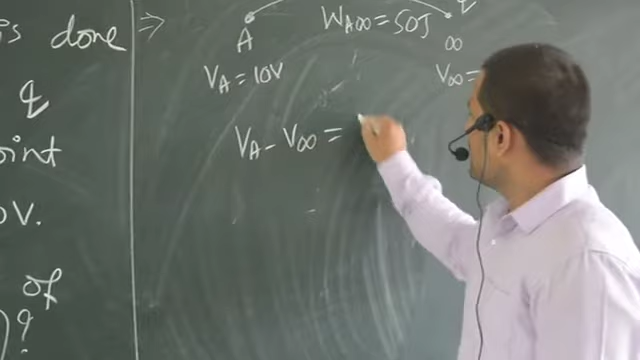 is done
q
oint
0V.
of
q?
⇒
A
W_A∞ = 50J
q
∞
V_A = 10V
V_∞ =
V_A - V_∞ =